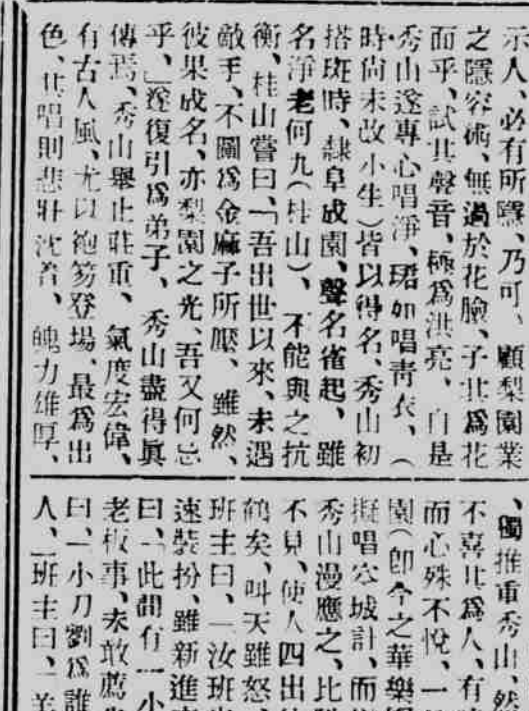 示人、必有所隱、乃可、顧梨園業
之隱容術、無過於花臉、子其爲花
而乎、試其聲音、極爲洪亮、自是
秀山遂專心唱淨、珺如唱靑衣、(
時尙未改小生)皆以得名、秀山初
搭班時、隸阜成園、聲名雀起、雖
名淨老何九(桂山)、不能與之抗
衡、桂山嘗曰、「吾出世以來、未遇
敵手、不圖爲金麻子所壓、雖然、
彼果成名、亦梨園之光、吾又何忌
乎、」遂復引爲弟子、秀山盡得眞
傳焉、秀山舉止莊重、氣度宏偉、
有古人風、尤以袍笏登場、最爲出
色、其唱則悲壯沈着、魄力雄厚、
、獨推重秀山、然
不喜其爲人、有
而心殊不悅、一
園(卽今之華樂
擬唱空城計、而
秀山漫應之、比
不見、使人四出
鶴矣、叫天雖怒、
班主曰、「汝班
速裝扮、雖新進
曰、「此間有一小
老板事、未敢薦
曰、「小刀劉爲誰
人、」班主曰、「羊